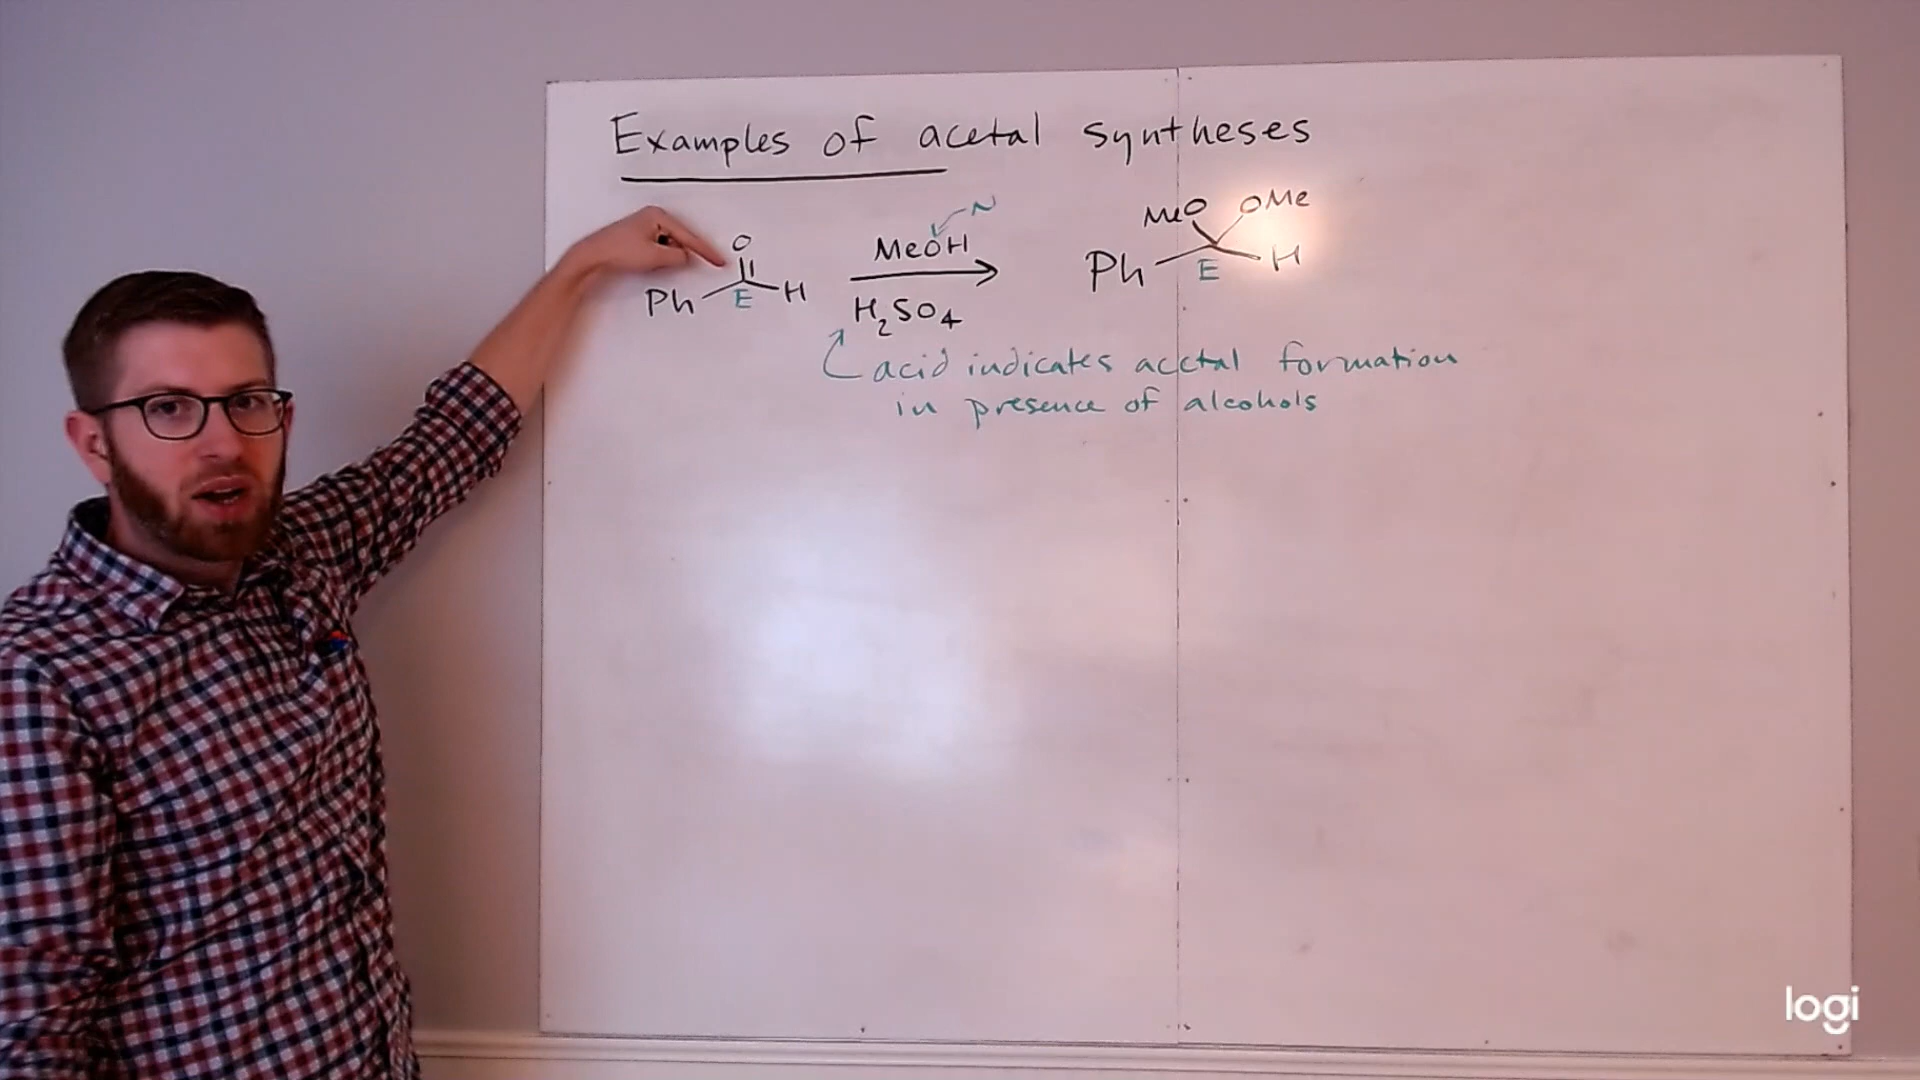 Examples of acetal syntheses
O
Ph E H
N
MeOH
H2SO4
MeO OMe
Ph E H
acid indicates acetal formation
in presence of alcohols
logi